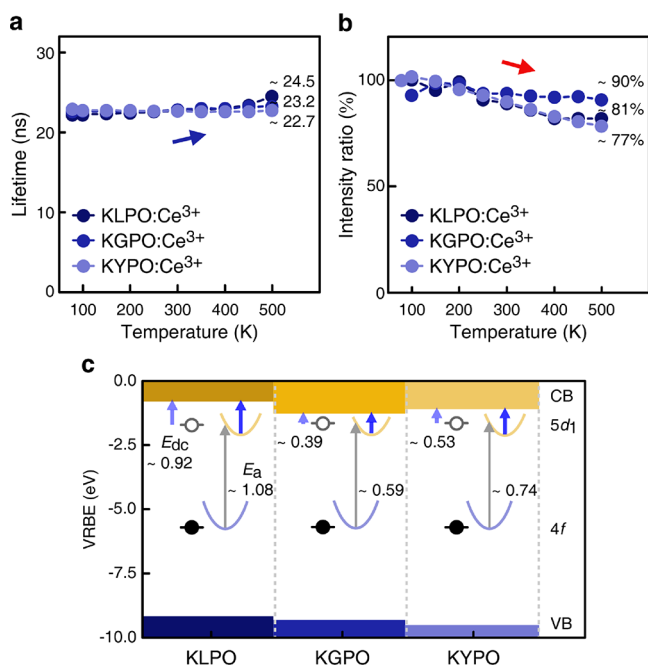 a
Lifetime (ns)
30
20
10
0
~ 24.5
23.2
~ 22.7
KLPO:Ce3+
KGPO:Ce3+
KYPO:Ce3+
100 200 300 400 500
Temperature (K)
b
Intensity ratio (%)
100
50
0
~ 90%
~ 81%
~ 77%
KLPO:Ce3+
KGPO:Ce3+
KYPO:Ce3+
100 200 300 400 500
Temperature (K)
c
VRBE (eV)
0.0
-2.5
-5.0
-7.5
-10.0
CB
5d1
4f
VB
Edc
~ 0.92
Ea
~ 1.08
~ 0.39
~ 0.59
~ 0.53
~ 0.74
KLPO KGPO KYPO